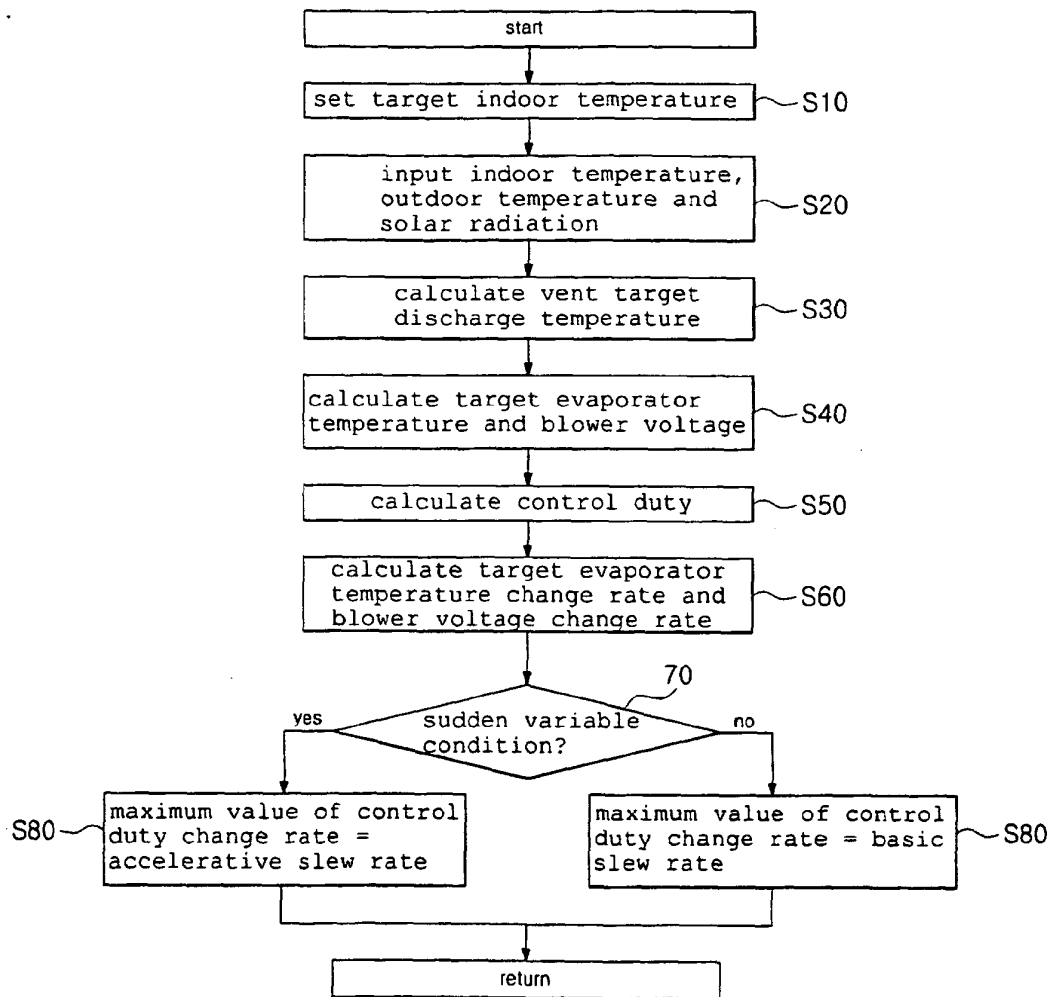 start
set target indoor temperature
S10
input indoor temperature,
outdoor temperature and
solar radiation
S20
calculate vent target
discharge temperature
S30
calculate target evaporator
temperature and blower voltage
S40
calculate control duty
S50
calculate target evaporator
temperature change rate and
blower voltage change rate
S60
70
yes
sudden variable
condition?
no
S80
maximum value of control
duty change rate =
accelerative slew rate
maximum value of control
duty change rate = basic
slew rate
S80
return